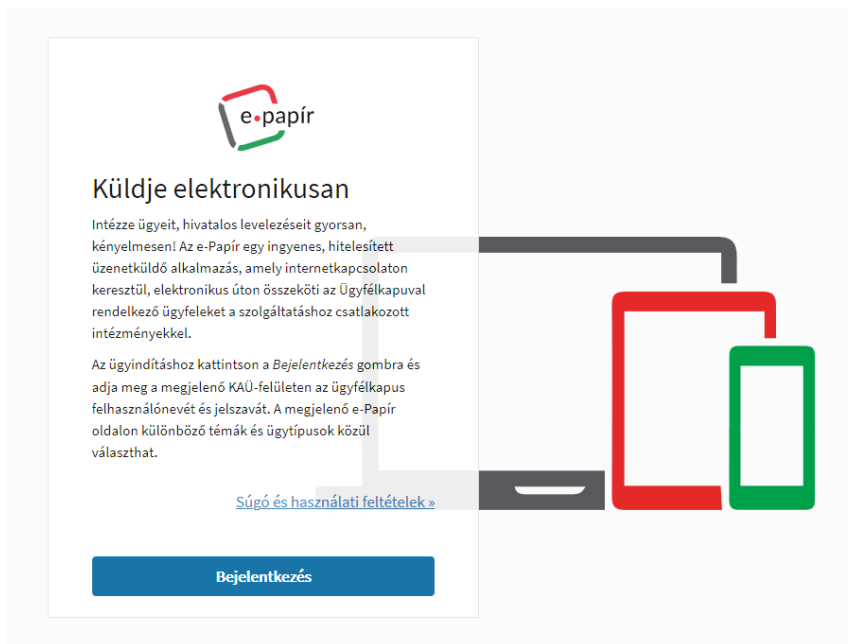 e•papír
Küldje elektronikusan
Intézze ügyeit, hivatalos levelezéseit gyorsan,
kényelmesen! Az e-Papír egy ingyenes, hitelesített
üzenetküldő alkalmazás, amely internetkapcsolaton
keresztül, elektronikus úton összeköti az Ügyfélkapuval
rendelkező ügyfeleket a szolgáltatáshoz csatlakozott
intézményekkel.
Az ügyindításhoz kattintson a Bejelentkezés gombra és
adja meg a megjelenő KAÜ-felületen az ügyfélkapus
felhasználónevét és jelszavát. A megjelenő e-Papír
oldalon különböző témák és ügytípusok közül
választhat.
Súgó és használati feltételek »
Bejelentkezés